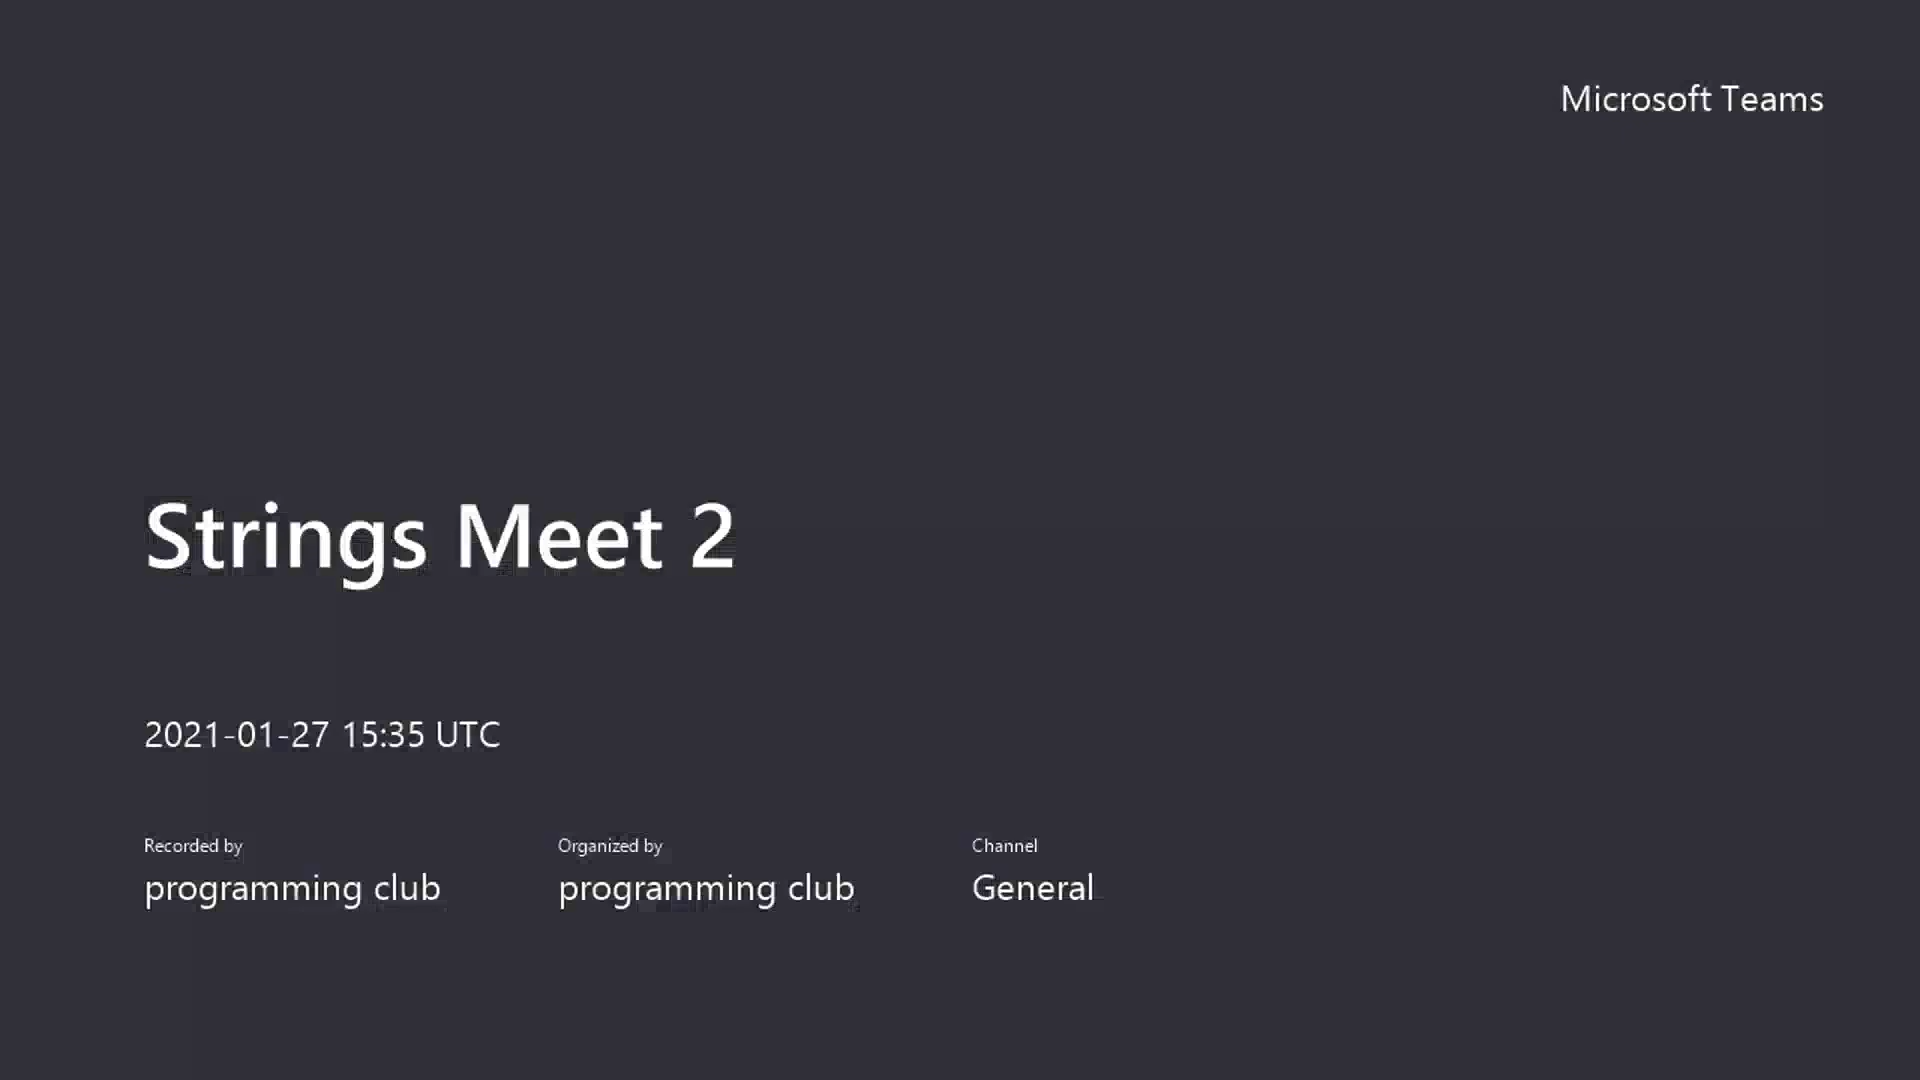 Microsoft Teams
Strings Meet 2
2021-01-27 15:35 UTC
Recorded by
programming club
Organized by
programming club
Channel
General